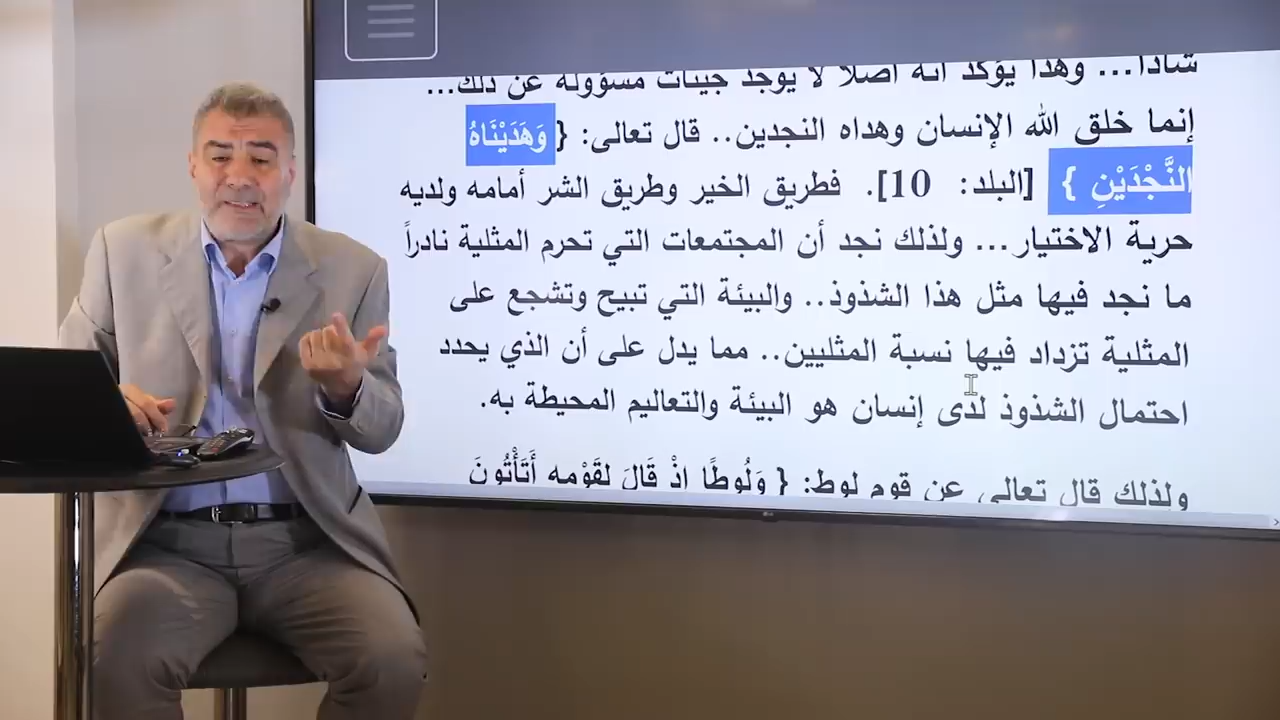 شاذاً... وهذا يؤكد أنه أصلاً لا يوجد جينات مسؤولة عن ذلك...
إنما خلق الله الإنسان وهداه النجدين.. قال تعالى: { وَهَدَيْنَاهُ
النَّجْدَيْنِ } [البلد: 10]. فطريق الخير وطريق الشر أمامه ولديه
حرية الاختيار... ولذلك نجد أن المجتمعات التي تحرم المثلية نادراً
ما نجد فيها مثل هذا الشذوذ.. والبيئة التي تبيح وتشجع على
المثلية تزداد فيها نسبة المثليين.. مما يدل على أن الذي يحدد
احتمال الشذوذ لدى إنسان هو البيئة والتعاليم المحيطة به.
ولذلك قال تعالى عن قوم لوط: { وَلُوطًا إِذْ قَالَ لِقَوْمِهِ أَتَأْتُونَ